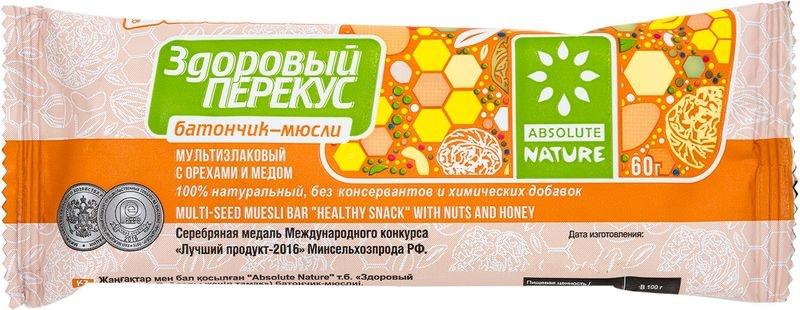 Здоровый
ПЕРЕКУС
батончик–мюсли
ABSOLUTE
NATURE
60г
МУЛЬТИЗЛАКОВЫЙ
С ОРЕХАМИ И МЕДОМ
100% натуральный, без консервантов и химических добавок
MULTI-SEED MUESLI BAR "HEALTHY SNACK" WITH NUTS AND HONEY
Серебряная медаль Международного конкурса
«Лучший продукт-2016» Минсельхозпрода РФ.
Дата изготовления:
KZ Жаңғақтар мен бал қосылған "Absolute Nature" т.б. «Здоровый
батончик-мюслиі
Пищевая ценность/
В 100 г